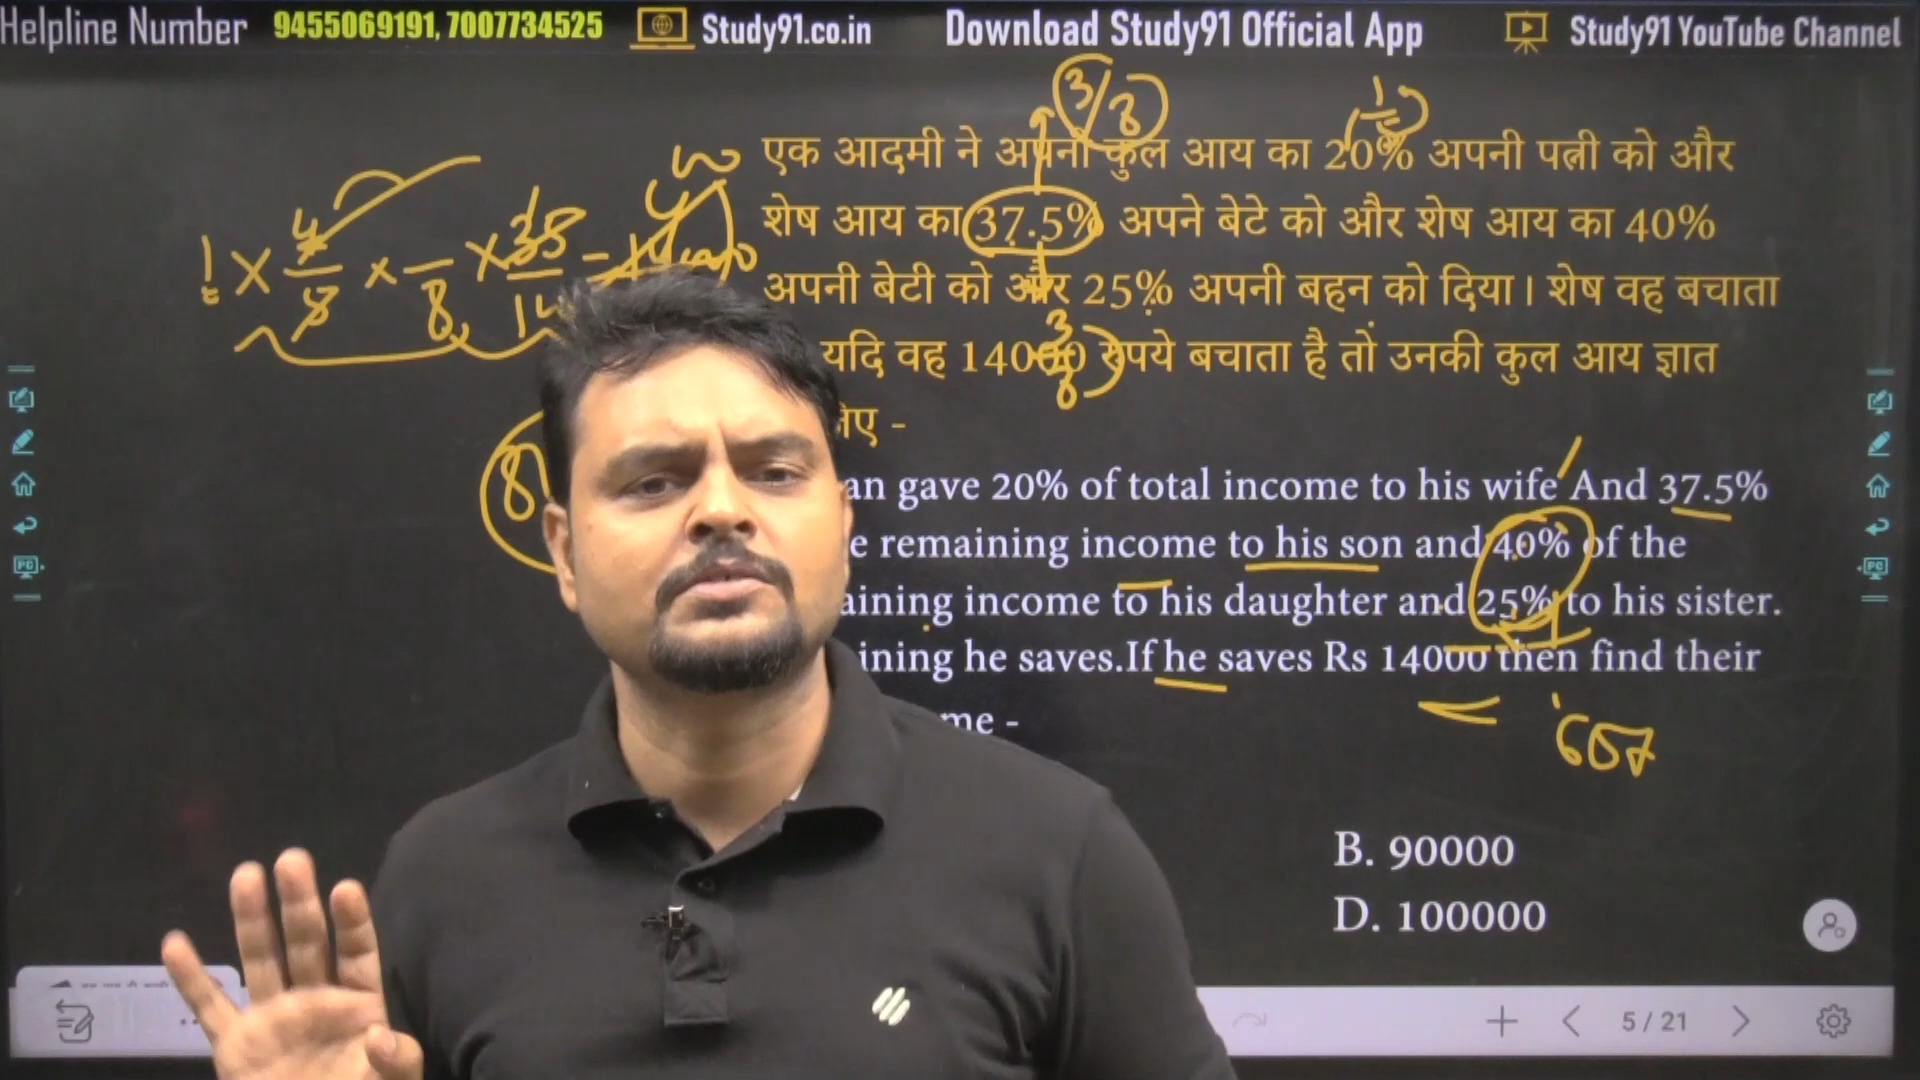 Helpline Number 9455069191, 7007734525 Study91.co.in Download Study91 Official App Study91 YouTube Channel
3/8
1/5
एक आदमी ने अपनी कुल आय का 20% अपनी पत्नी को और
शेष आय का 37.5% अपने बेटे को और शेष आय का 40%
अपनी बेटी को और 25% अपनी बहन को दिया। शेष वह बचाता
यदि वह 14000 रुपये बचाता है तो उनकी कुल आय ज्ञात
जिए -
an gave 20% of total income to his wife And 37.5%
e remaining income to his son and 40% of the
aining income to his daughter and 25% to his sister.
ining he saves.If he saves Rs 14000 then find their
me -
B. 90000
D. 100000
5 / 21